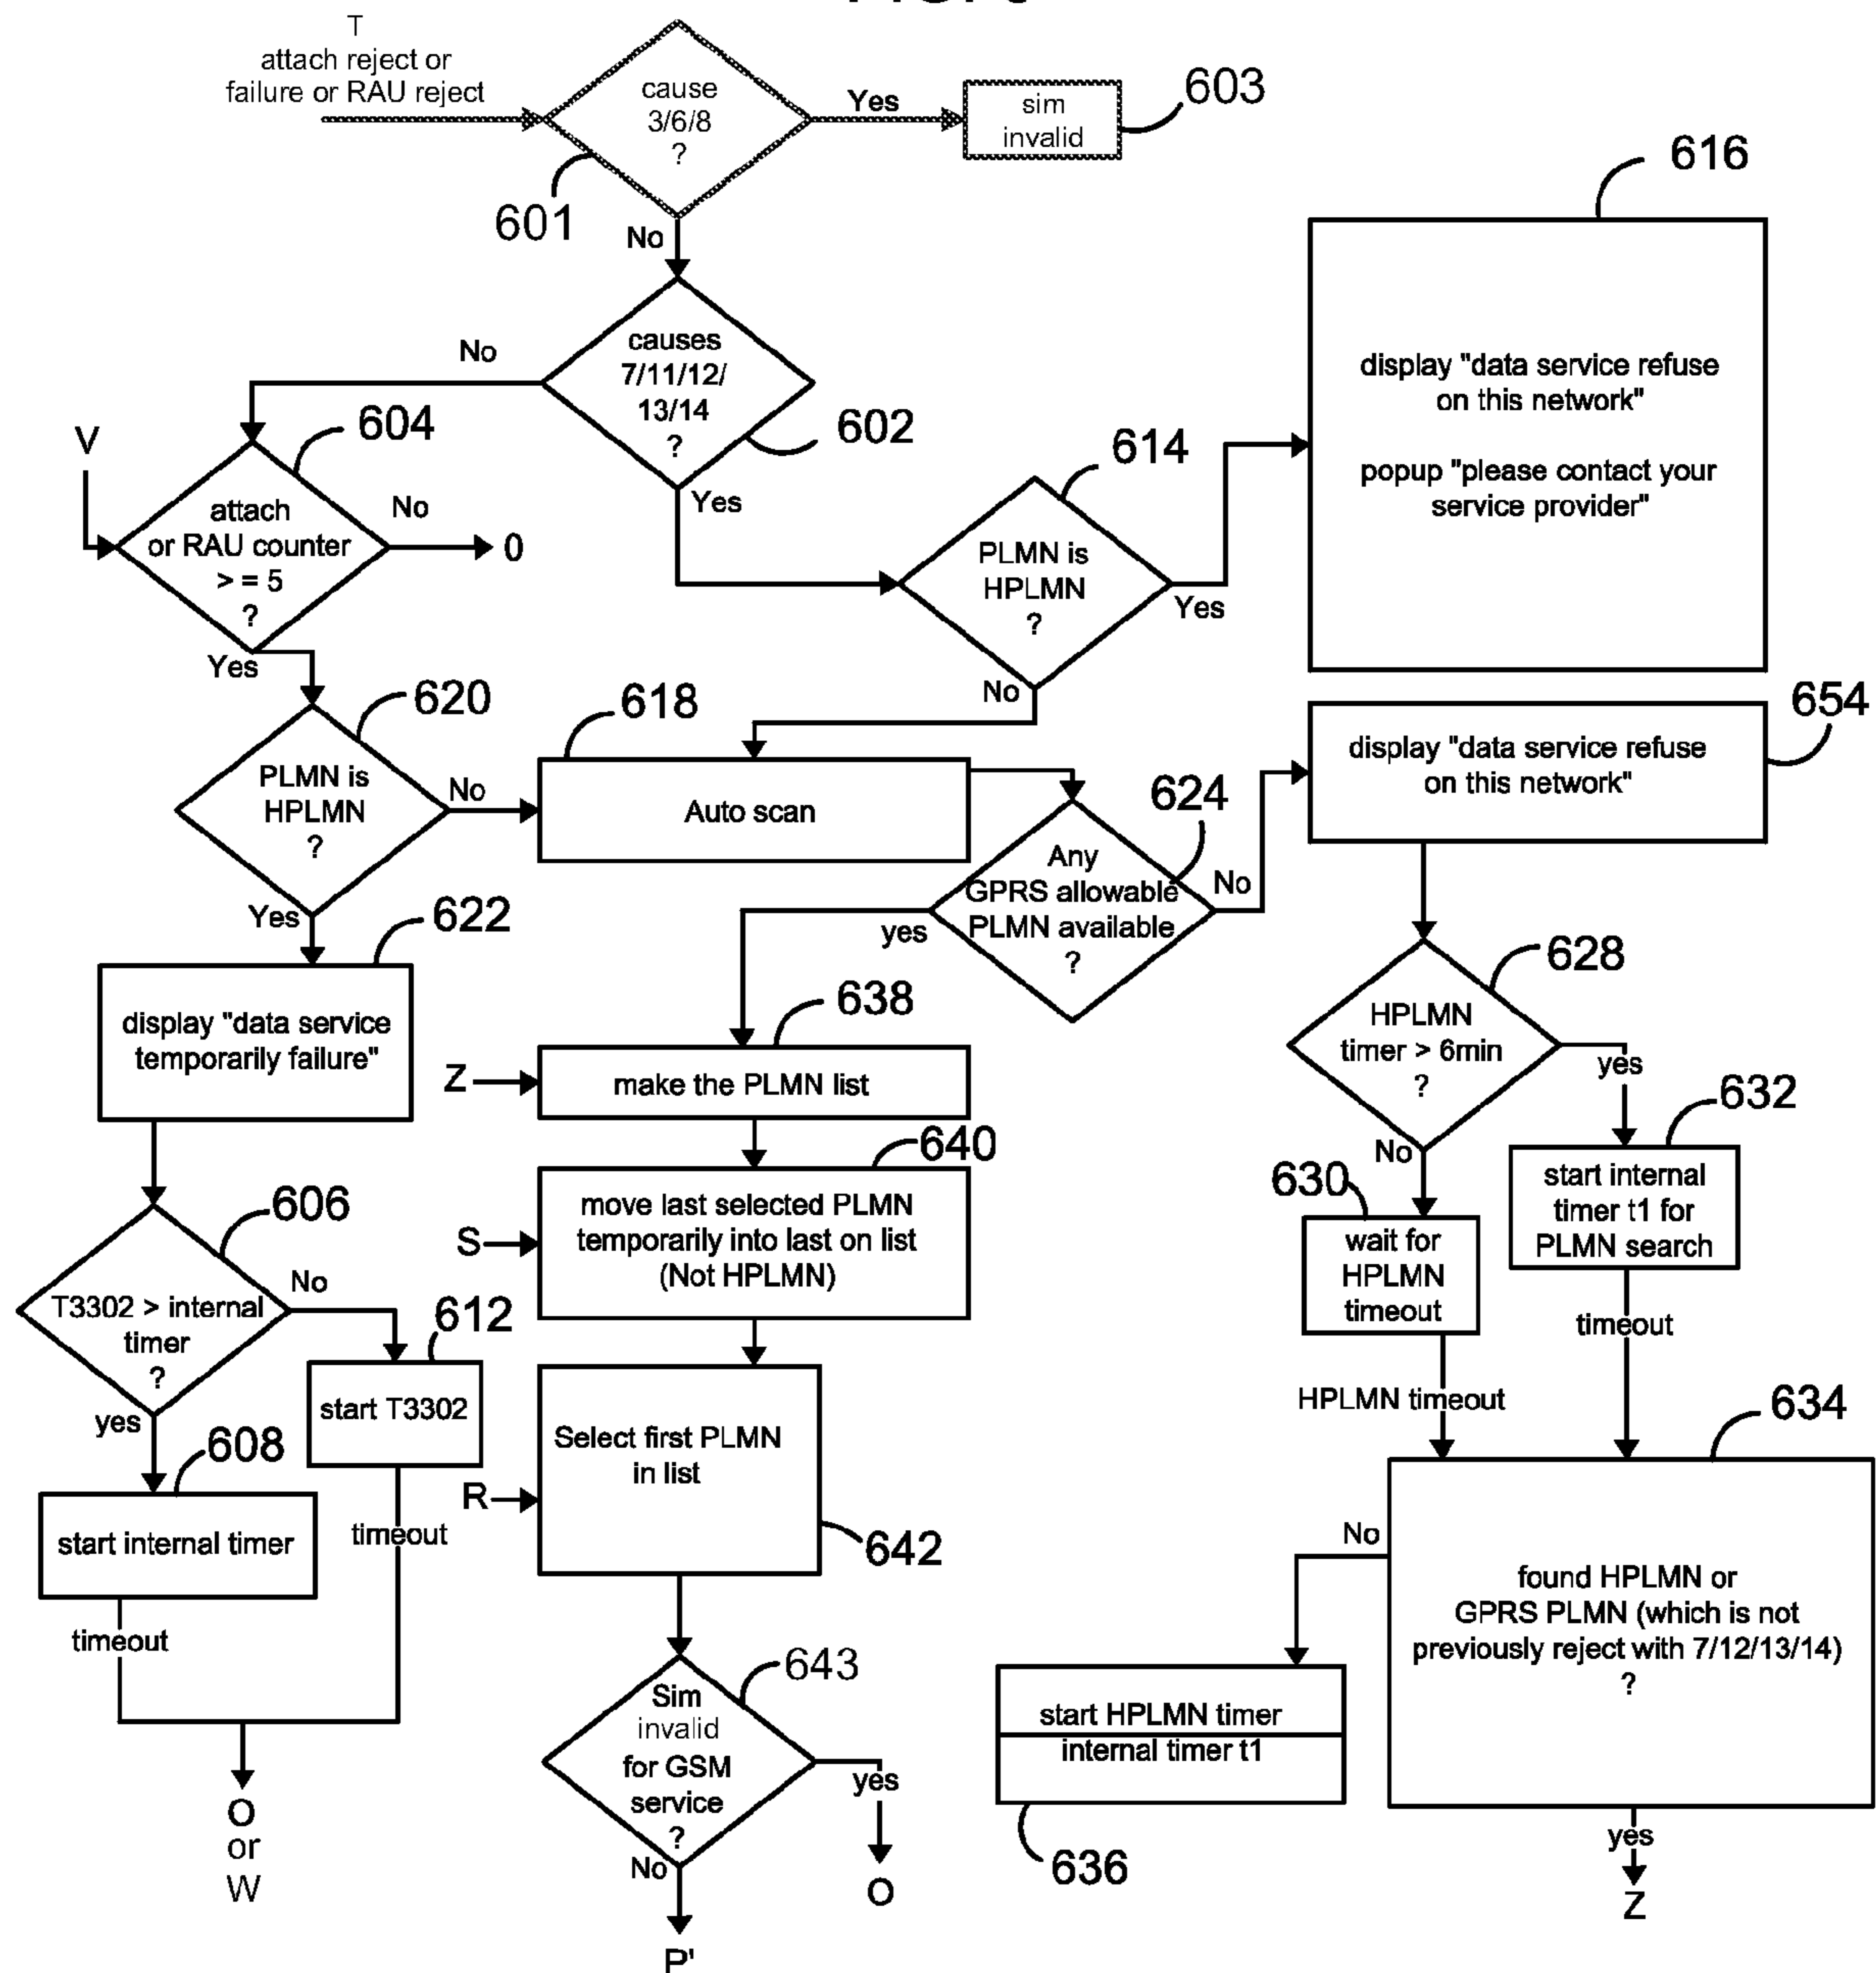 T
attach reject or
failure or RAU reject
cause
3/6/8
?
Yes
sim
invalid
603
601
No
616
causes
7/11/12/
13/14
?
No
602
Yes
V
604
attach
or RAU counter
> = 5
?
No
0
Yes
614
PLMN is
HPLMN
?
Yes
No
display "data service refuse
on this network"
popup "please contact your
service provider"
620
PLMN is
HPLMN
?
No
Yes
618
Auto scan
624
Any
GPRS allowable
PLMN available
?
No
yes
654
display "data service refuse
on this network"
622
display "data service
temporarily failure"
638
Z
make the PLMN list
628
HPLMN
timer > 6min
?
yes
No
632
start internal
timer t1 for
PLMN search
timeout
630
wait for
HPLMN
timeout
HPLMN timeout
640
S
move last selected PLMN
temporarily into last on list
(Not HPLMN)
606
T3302 > internal
timer
?
No
yes
612
start T3302
timeout
608
start internal timer
timeout
O
or
W
R
Select first PLMN
in list
642
643
Sim
invalid
for GSM
service
?
yes
O
No
P'
634
found HPLMN or
GPRS PLMN (which is not
previously reject with 7/12/13/14)
?
No
start HPLMN timer
internal timer t1
636
yes
Z